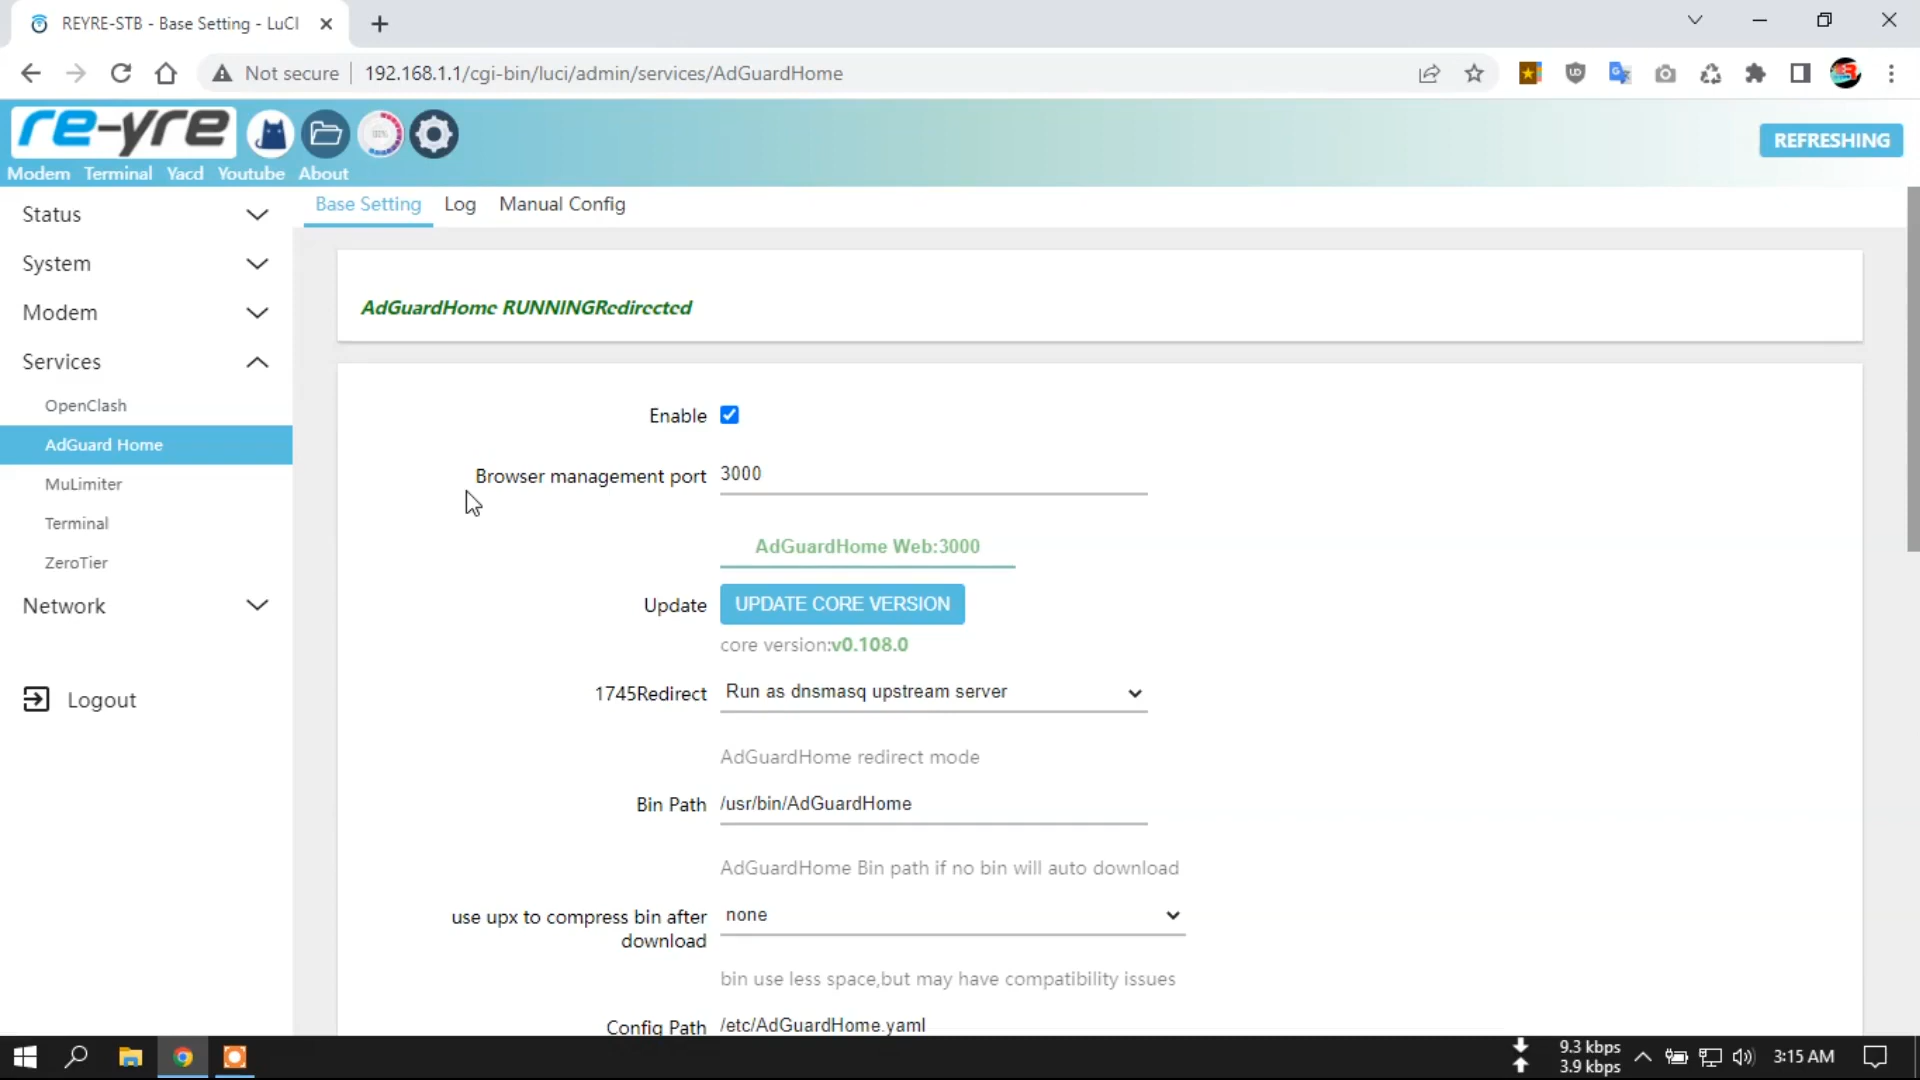 REYRE-STB - Base Setting - LuCI
Not secure
192.168.1.1/cgi-bin/luci/admin/services/AdGuardHome
re-yre
REFRESHING
Modem Terminal Yacd Youtube About
Base Setting Log Manual Config
Status
System
Modem
Services
OpenClash
AdGuard Home
MuLimiter
Terminal
ZeroTier
Network
Logout
AdGuardHome RUNNINGRedirected
Enable
Browser management port 3000
AdGuardHome Web:3000
Update UPDATE CORE VERSION
core version:v0.108.0
1745Redirect Run as dnsmasq upstream server
AdGuardHome redirect mode
Bin Path /usr/bin/AdGuardHome
AdGuardHome Bin path if no bin will auto download
use upx to compress bin after none
download
bin use less space,but may have compatibility issues
Config Path /etc/AdGuardHome.yaml
9.3 kbps
3.9 kbps
3:15 AM